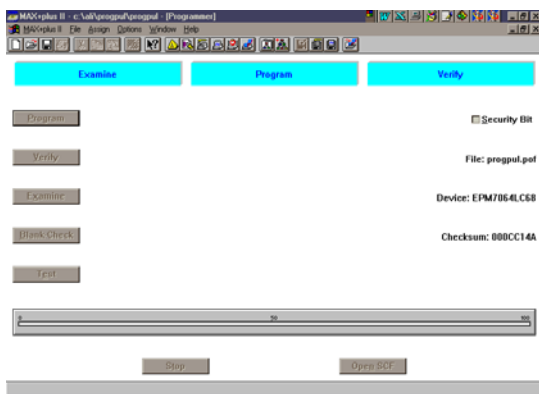 MAX+plus II - c:\ali\progpul\progpul - [Programmer]
MAX+plus II File Assign Options Window Help
Examine Program Verify
Program
Security Bit
Verify
File: progpul.pof
Examine
Device: EPM7064LC68
Blank Check
Checksum: 000CC14A
Test
0 50 100
Stop Open SCF